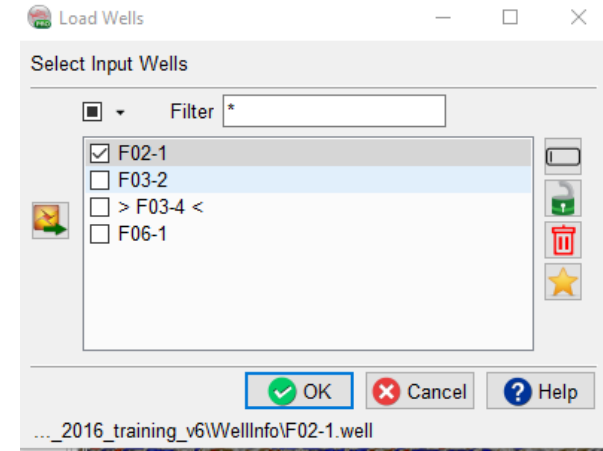 Load Wells
Select Input Wells
Filter *
F02-1
F03-2
> F03-4 <
F06-1
OK Cancel Help
..._2016_training_v6\WellInfo\F02-1.well